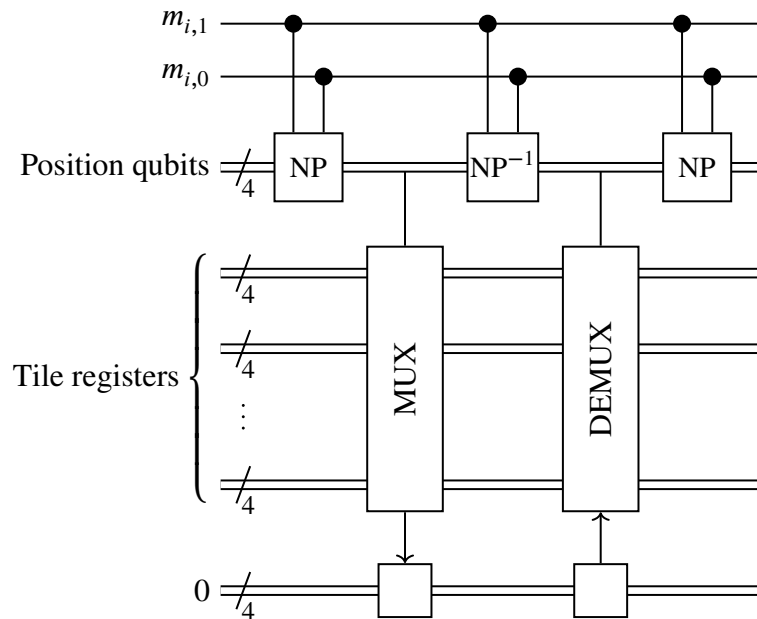 m_{i,1}
m_{i,0}
Position qubits 4 NP NP⁻¹ NP
4
4
Tile registers MUX DEMUX
⋮
4
0 4